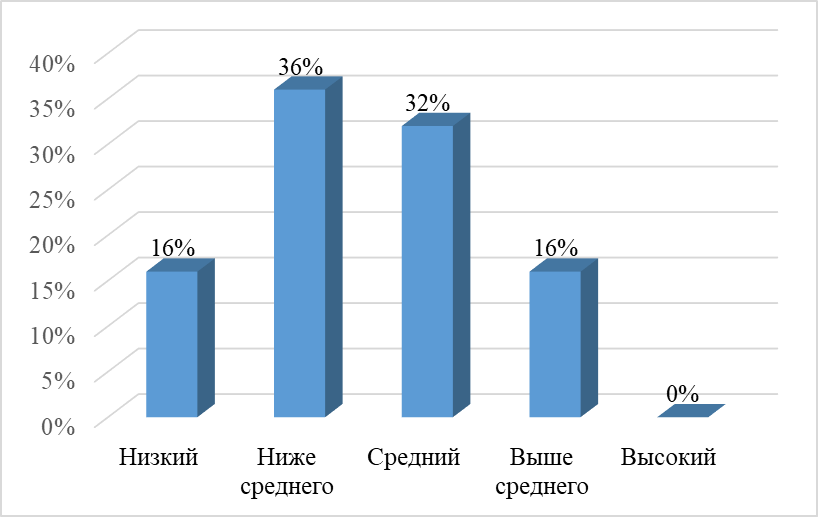 40%
35%
30%
25%
20%
15%
10%
5%
0%
16%
36%
32%
16%
0%
Низкий
Ниже
среднего
Средний
Выше
среднего
Высокий